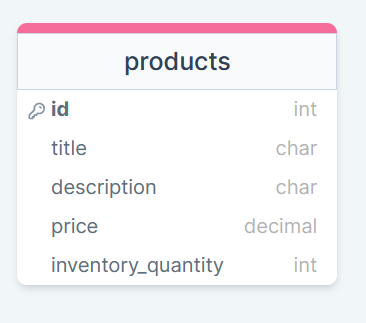 products
id int
title char
description char
price decimal
inventory_quantity int